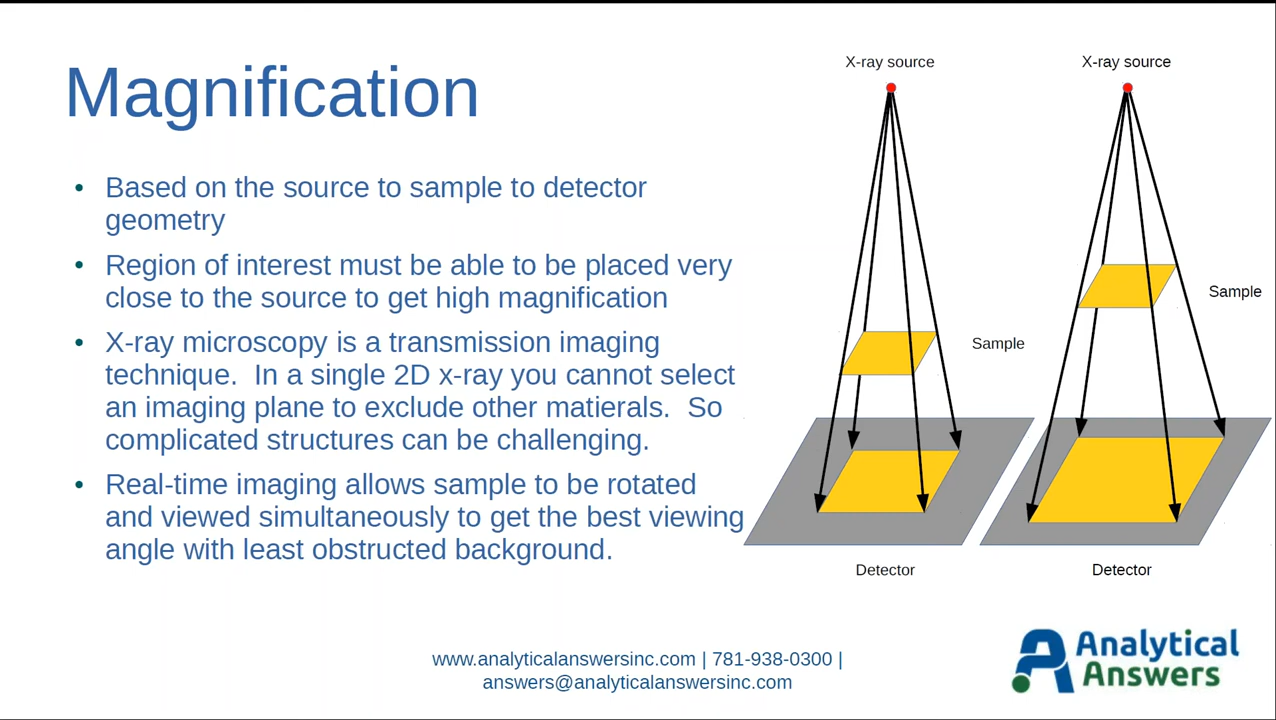 Magnification
• Based on the source to sample to detector
geometry
• Region of interest must be able to be placed very
close to the source to get high magnification
• X-ray microscopy is a transmission imaging
technique.  In a single 2D x-ray you cannot select
an imaging plane to exclude other matierals.  So
complicated structures can be challenging.
• Real-time imaging allows sample to be rotated
and viewed simultaneously to get the best viewing
angle with least obstructed background.
X-ray source
Sample
Detector
X-ray source
Sample
Detector
www.analyticalanswersinc.com | 781-938-0300 |
answers@analyticalanswersinc.com
Analytical
Answers